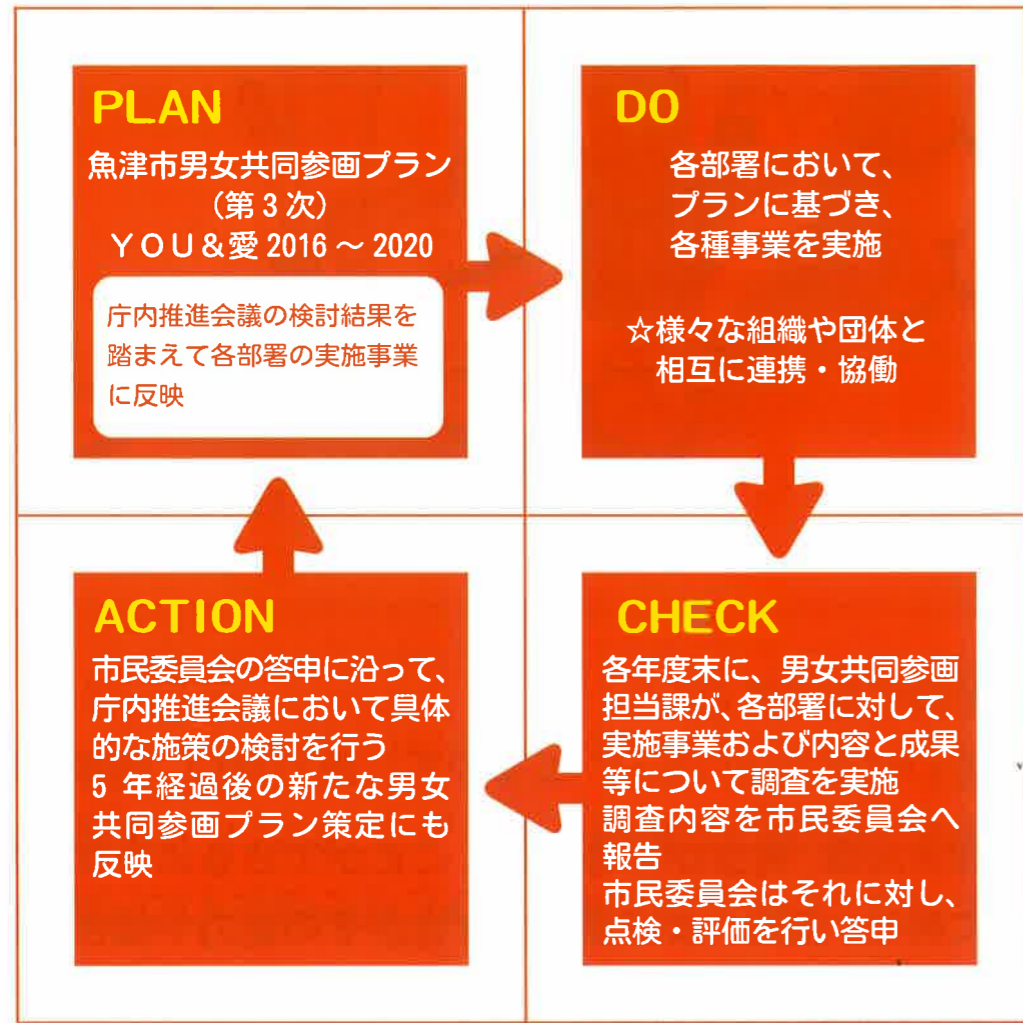 PLAN
魚津市男女共同参画プラン
(第3次)
YOU&愛2016～2020
庁内推進会議の検討結果を
踏まえて各部署の実施事業
に反映
DO
各部署において、
プランに基づき、
各種事業を実施
☆様々な組織や団体と
相互に連携・協働
CHECK
各年度末に、男女共同参画
担当課が、各部署に対して、
実施事業および内容と成果
等について調査を実施
調査内容を市民委員会へ
報告
市民委員会はそれに対し、
点検・評価を行い答申
ACTION
市民委員会の答申に沿って、
庁内推進会議において具体
的な施策の検討を行う
5 年経過後の新たな男女
共同参画プラン策定にも
反映